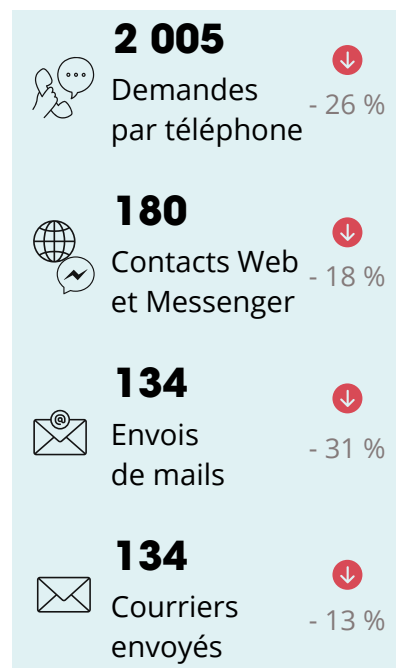 2 005
Demandes
par téléphone
- 26 %
180
Contacts Web
et Messenger
- 18 %
@
134
Envois
de mails
- 31 %
134
Courriers
envoyés
- 13 %